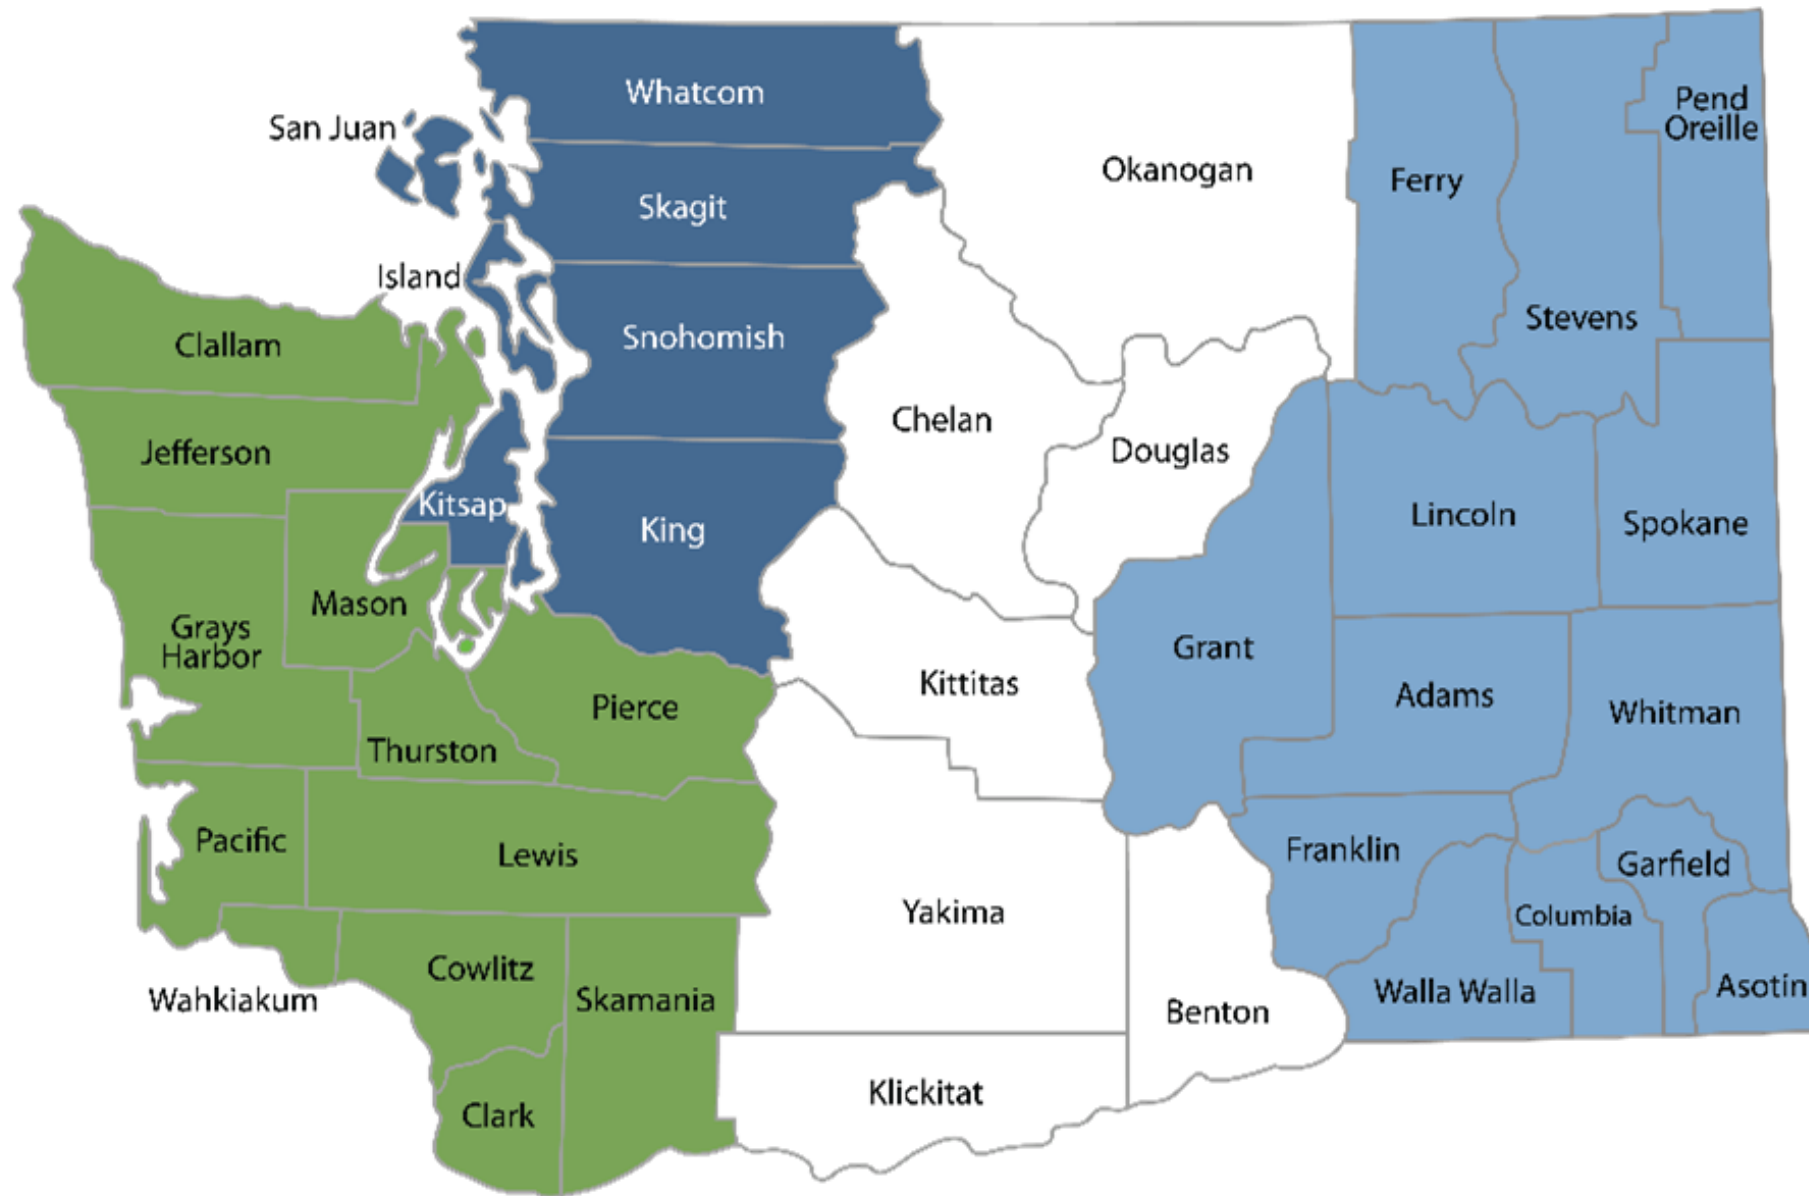 Whatcom
San Juan
Skagit
Island
Snohomish
Clallam
Jefferson
Kitsap
King
Mason
Grays
Harbor
Pierce
Thurston
Pacific
Lewis
Wahkiakum
Cowlitz
Skamania
Clark
Okanogan
Chelan
Douglas
Kittitas
Yakima
Benton
Klickitat
Ferry
Stevens
Pend
Oreille
Lincoln
Spokane
Grant
Adams
Whitman
Franklin
Garfield
Columbia
Walla Walla
Asotin